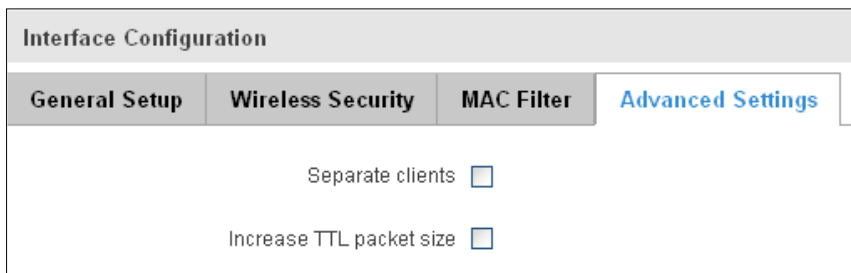 Interface Configuration
General Setup Wireless Security MAC Filter Advanced Settings
Separate clients
Increase TTL packet size